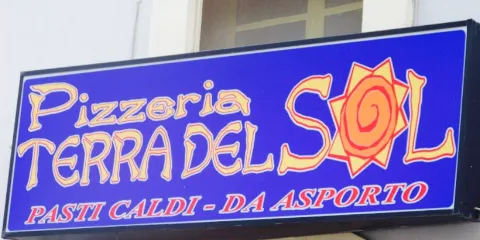 Pizzeria
TERRA DEL SOL
PASTI CALDI - DA ASPORTO